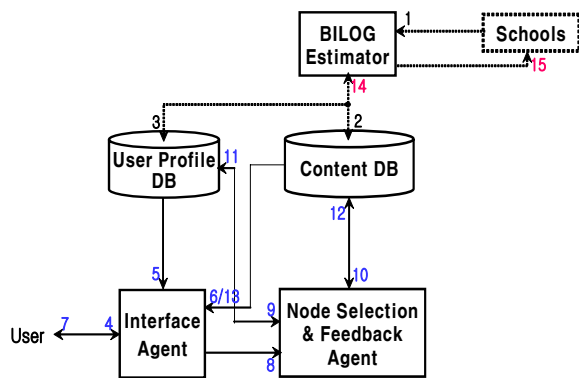 BILOG
Estimator
1
Schools
15
14
3
2
User Profile
DB
11
Content DB
12
5
6/13
10
User
7
4
Interface
Agent
9
8
Node Selection
& Feedback
Agent